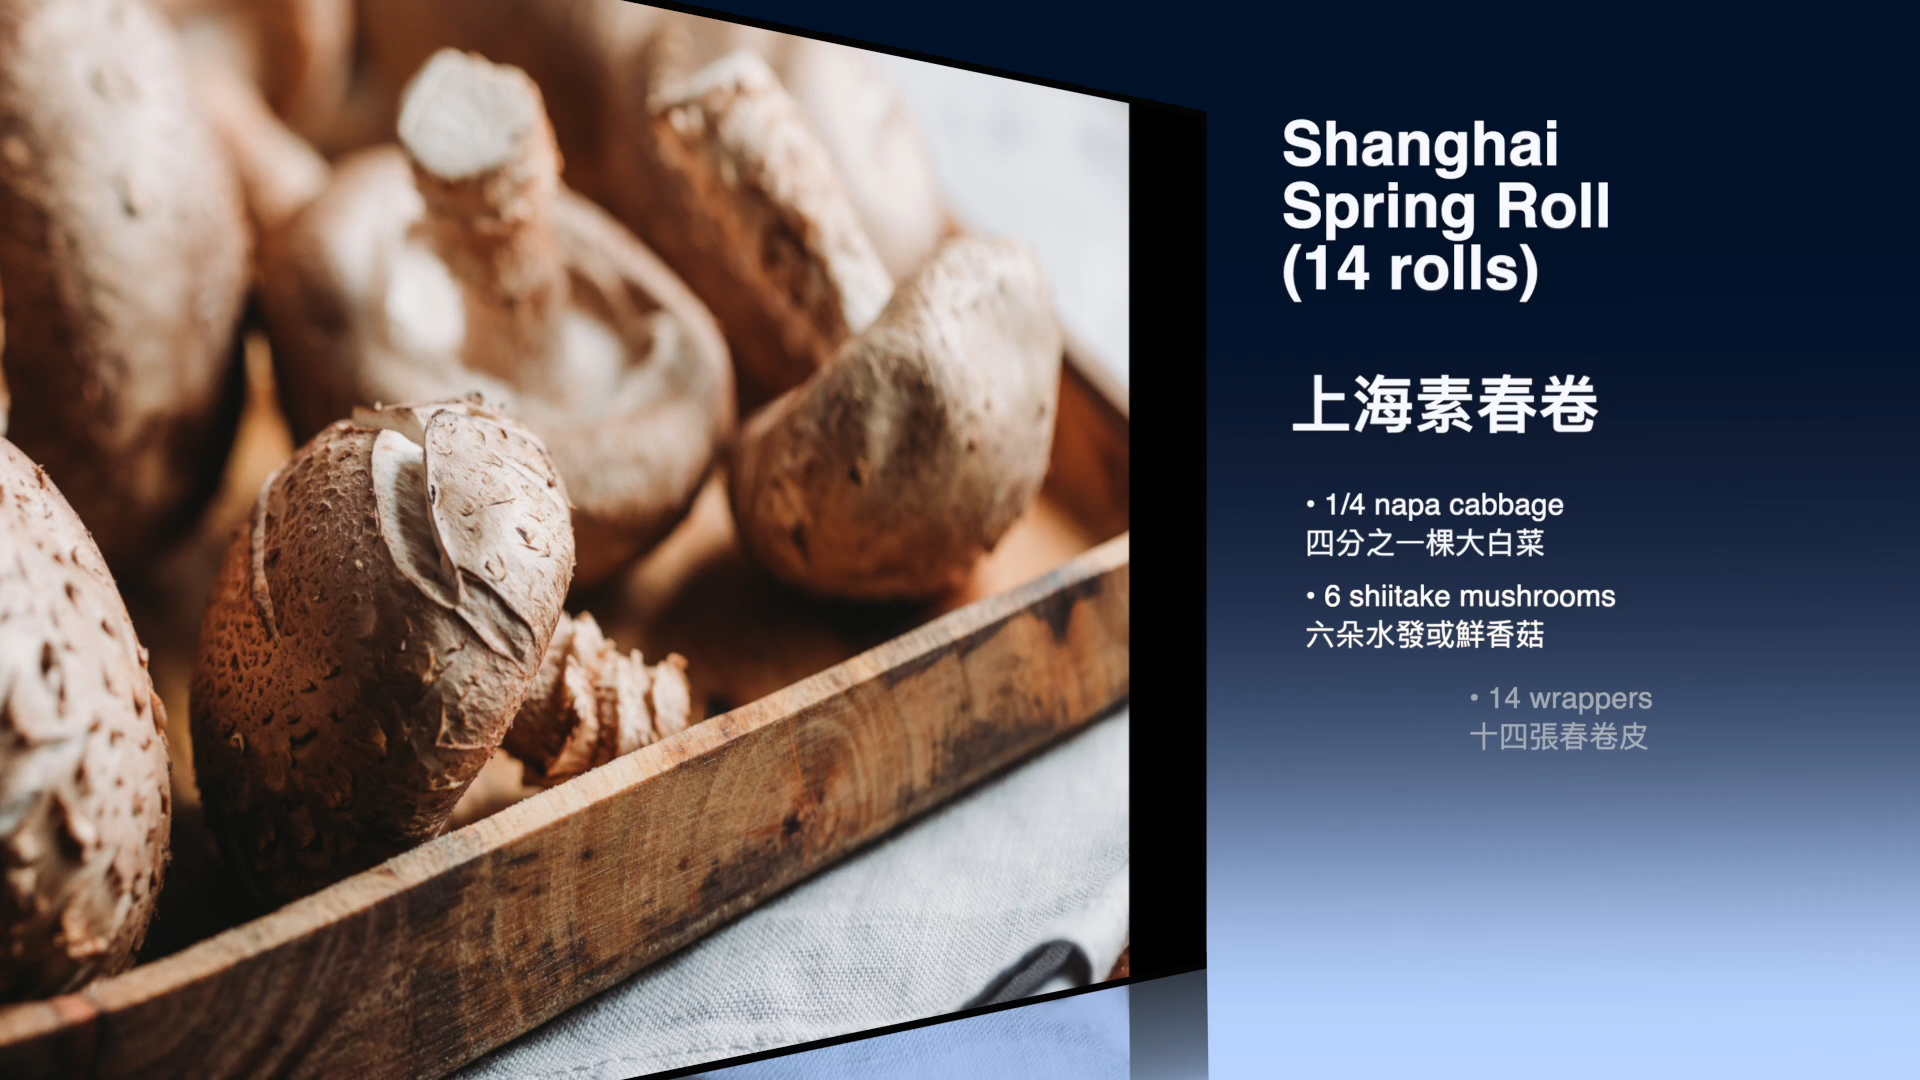 Shanghai
Spring Roll
(14 rolls)
上海素春卷
• 1/4 napa cabbage
四分之一棵大白菜
• 6 shiitake mushrooms
六朵水發或鮮香菇
• 14 wrappers
十四張春卷皮